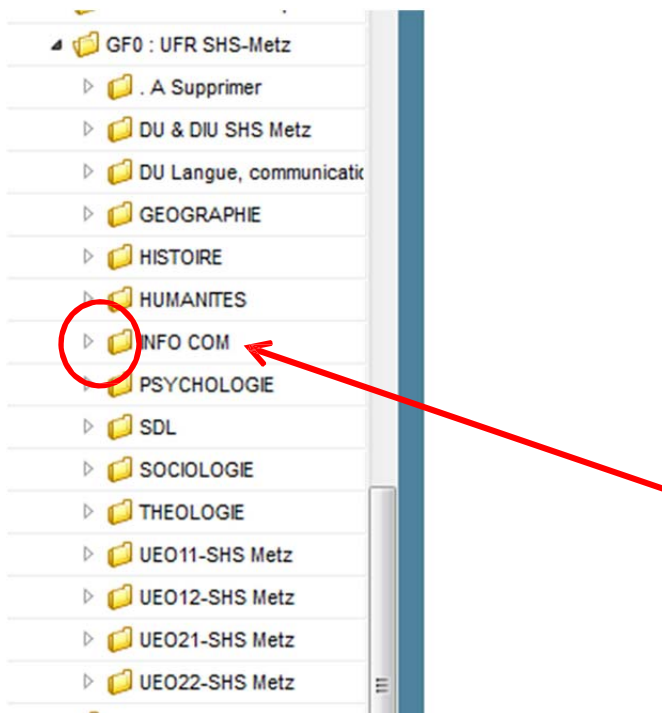 GF0 : UFR SHS-Metz
. A Supprimer
DU & DIU SHS Metz
DU Langue, communicatic
GEOGRAPHIE
HISTOIRE
HUMANITES
INFO COM
PSYCHOLOGIE
SDL
SOCIOLOGIE
THEOLOGIE
UEO11-SHS Metz
UEO12-SHS Metz
UEO21-SHS Metz
UEO22-SHS Metz